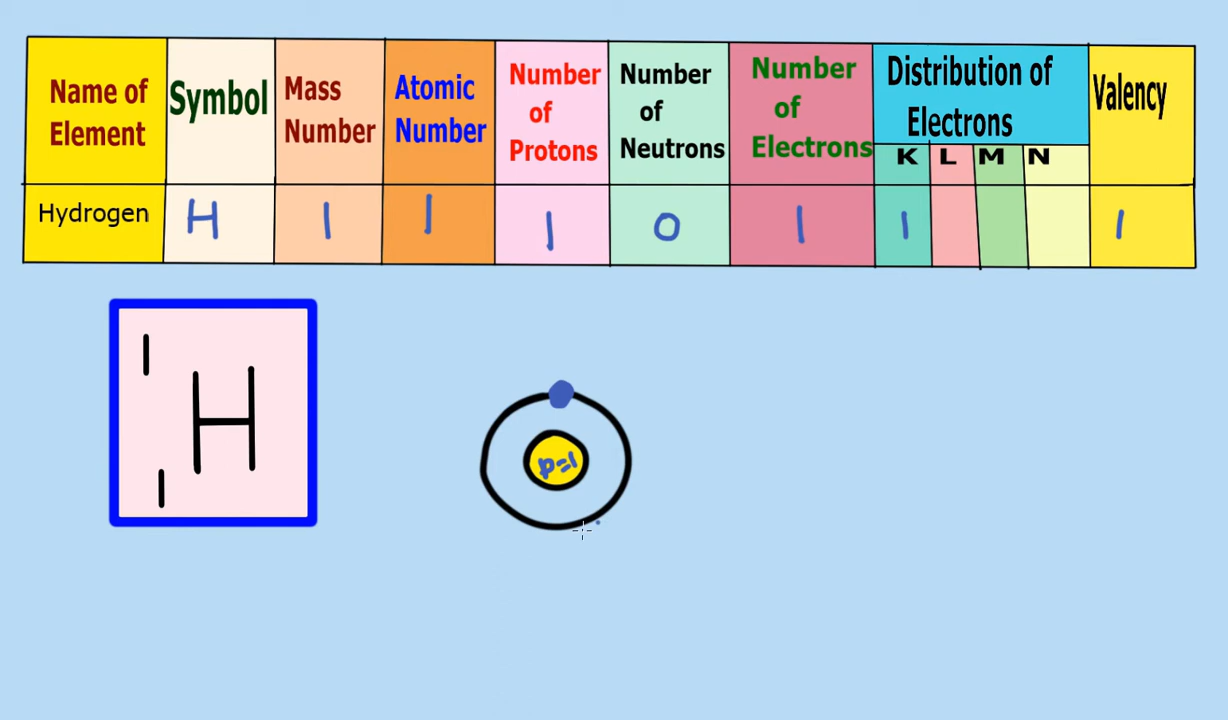 Name of
Element
Symbol
Mass
Number
Atomic
Number
Number
of
Protons
Number
of
Neutrons
Number
of
Electrons
Distribution of
Electrons
K L M N
Valency
Hydrogen H 1 1 1 0 1 1 1
1
H
1
p=1